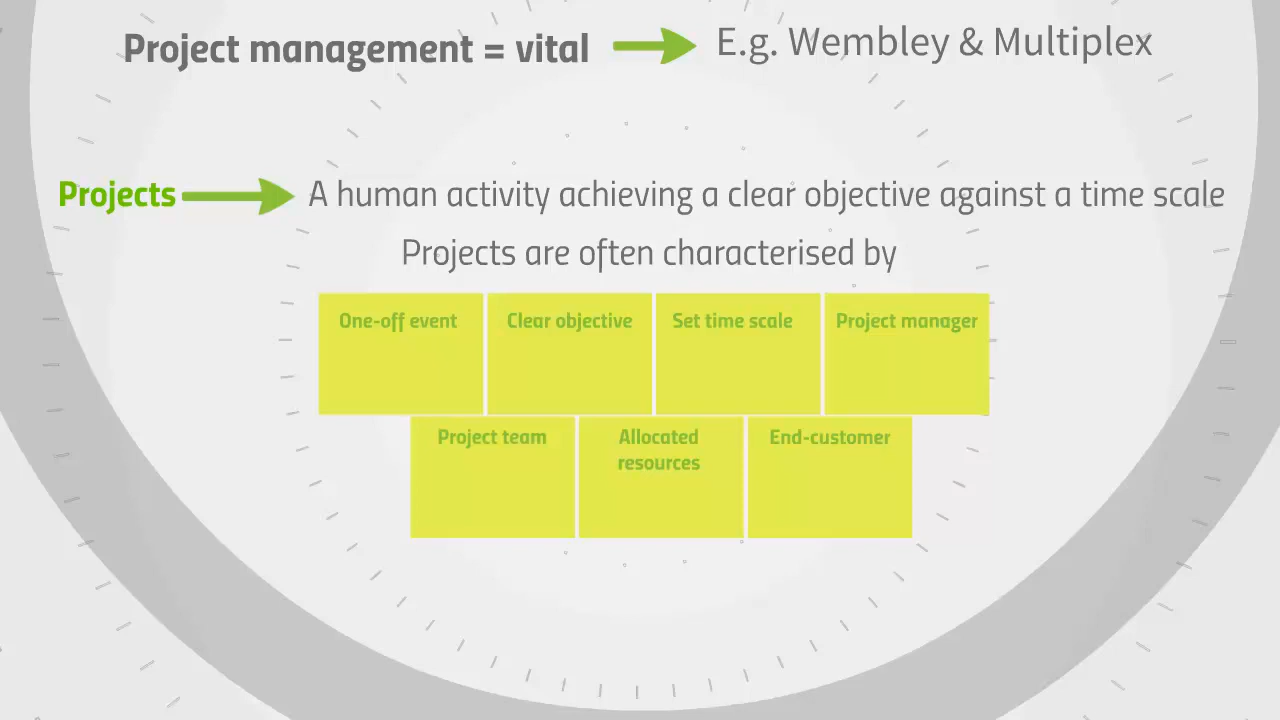 Project management = vital E.g. Wembley & Multiplex
Projects A human activity achieving a clear objective against a time scale
Projects are often characterised by
One-off event Clear objective Set time scale Project manager
Project team Allocated End-customer
resources